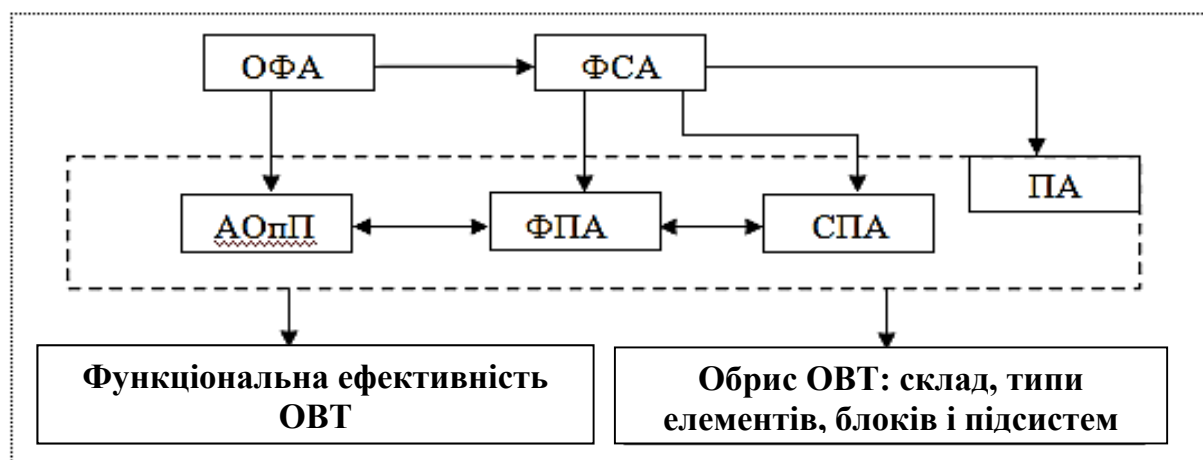 ОФА
ФСА
ПА
АОпП
ФПА
СПА
Функціональна ефективність
ОВТ
Обрис ОВТ: склад, типи
елементів, блоків і підсистем